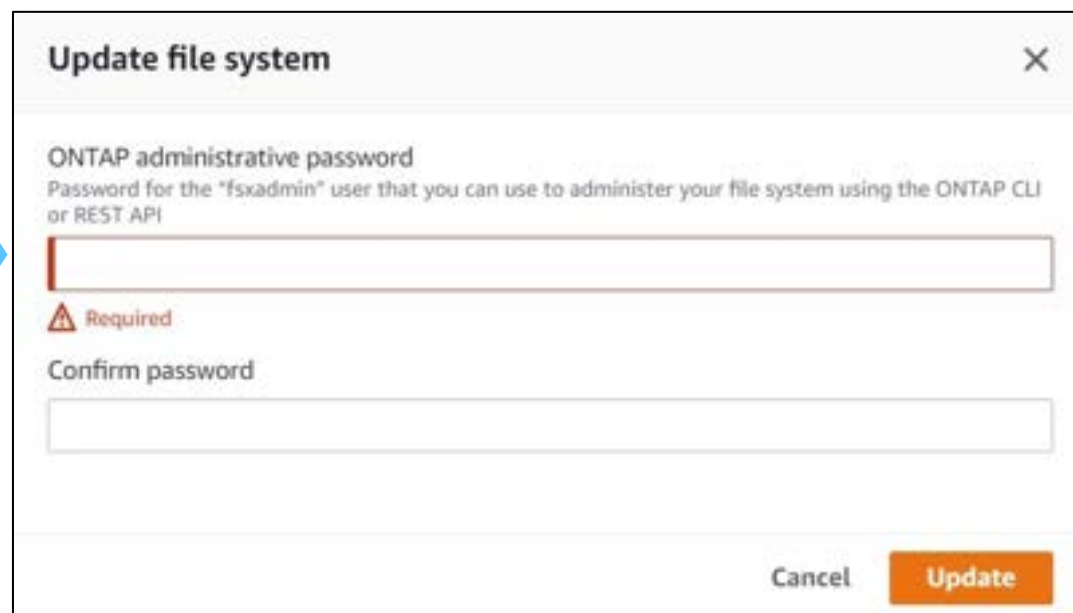 Update file system
ONTAP administrative password
Password for the "fsxadmin" user that you can use to administer your file system using the ONTAP CLI
or REST API
Required
Confirm password
Cancel
Update